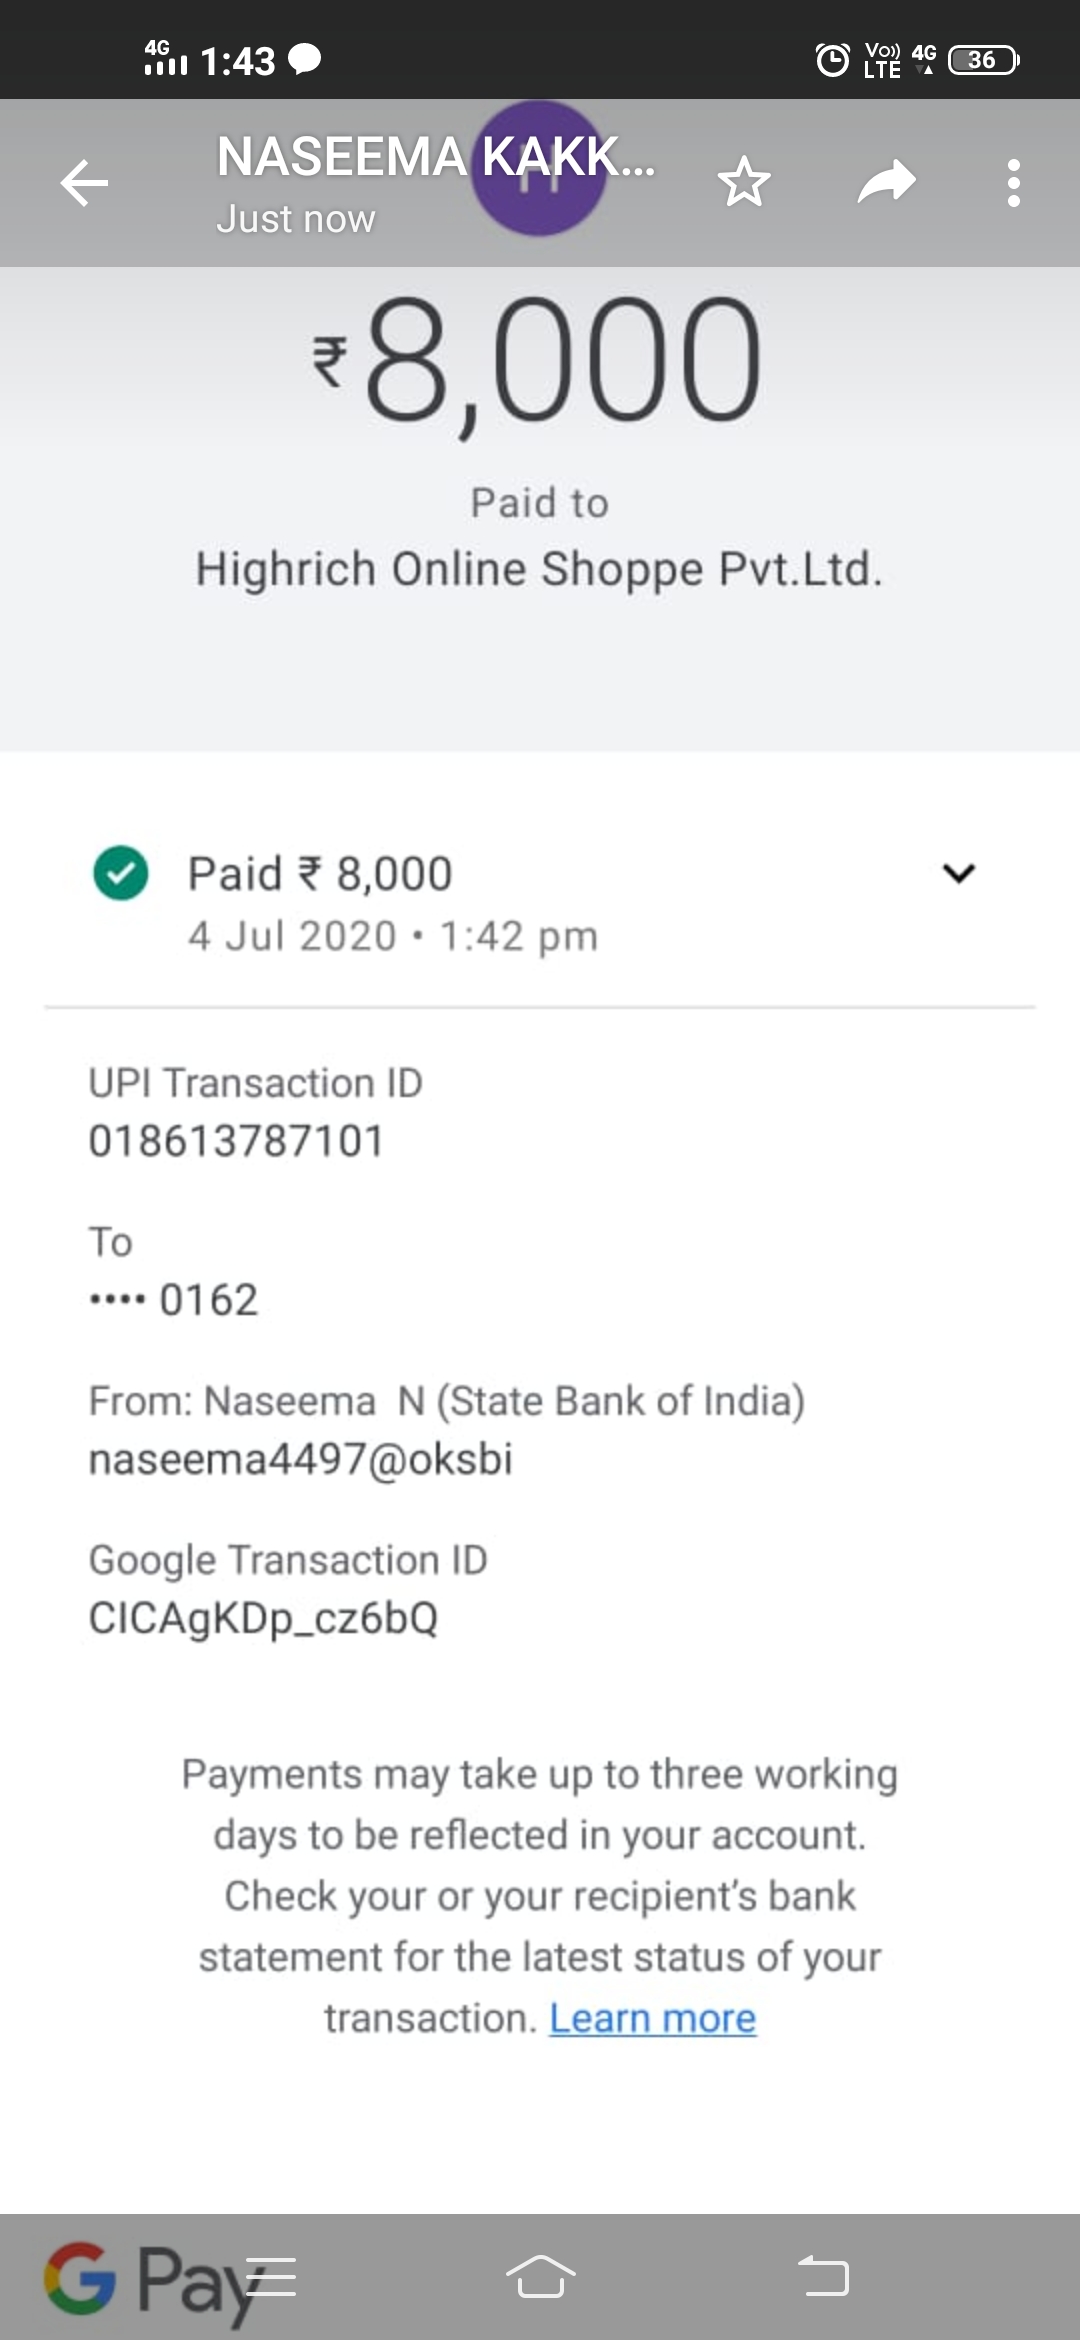 4G 1:43 Vo)) LTE 4G 36
NASEEMA KAKK...
Just now
H
₹8,000
Paid to
Highrich Online Shoppe Pvt.Ltd.
Paid ₹ 8,000
4 Jul 2020 • 1:42 pm
UPI Transaction ID
018613787101
To
•••• 0162
From: Naseema N (State Bank of India)
naseema4497@oksbi
Google Transaction ID
CICAgKDp_cz6bQ
Payments may take up to three working
days to be reflected in your account.
Check your or your recipient's bank
statement for the latest status of your
transaction. Learn more
G Pay